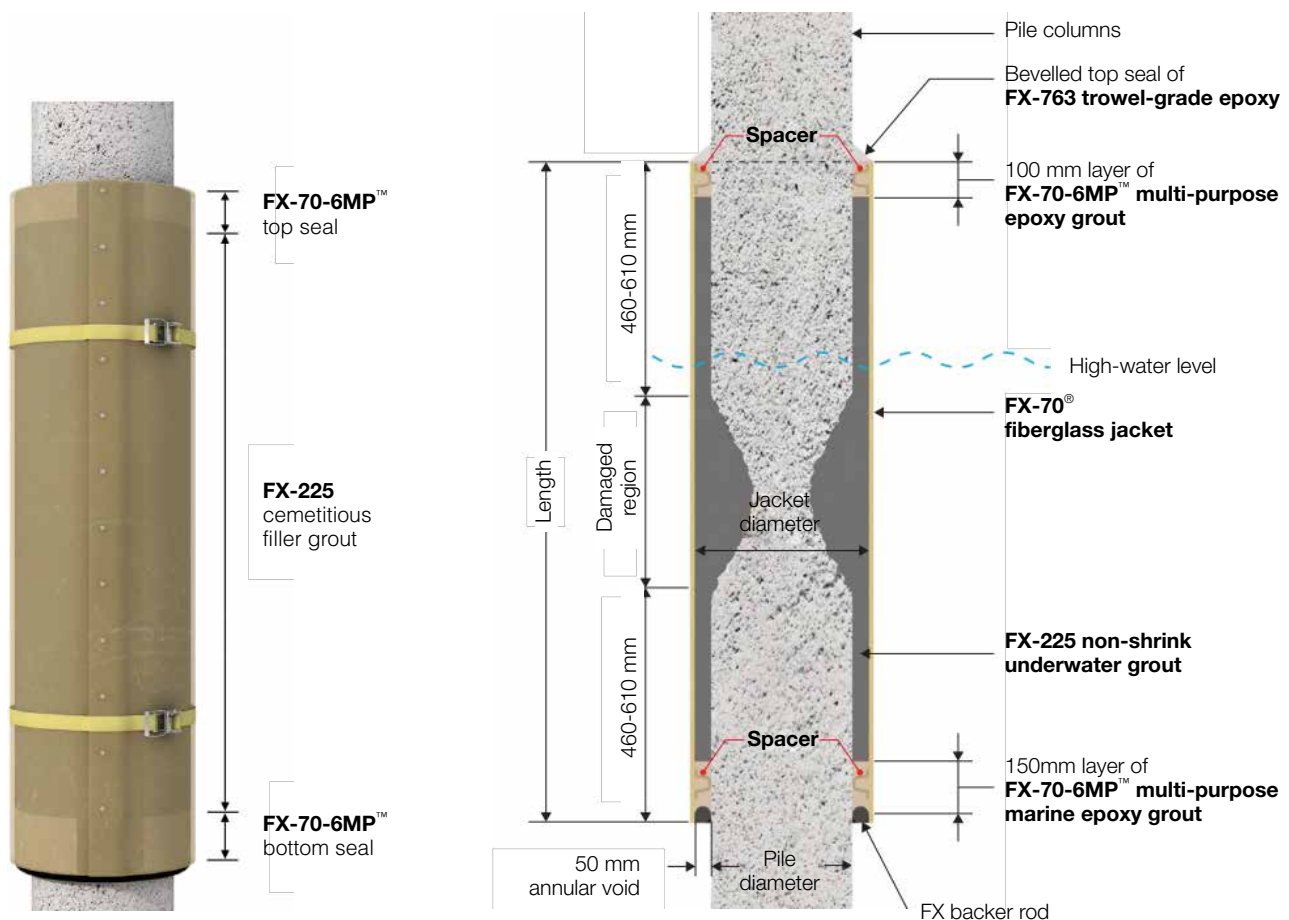 FX-70-6MP™
top seal
FX-225
cemetitious
filler grout
FX-70-6MP™
bottom seal
Pile columns
Bevelled top seal of
FX-763 trowel-grade epoxy
Spacer
100 mm layer of
FX-70-6MP™ multi-purpose
epoxy grout
460-610 mm
High-water level
FX-70®
fiberglass jacket
Length
Damaged
region
Jacket
diameter
460-610 mm
FX-225 non-shrink
underwater grout
Spacer
150mm layer of
FX-70-6MP™ multi-purpose
marine epoxy grout
50 mm
annular void
Pile
diameter
FX backer rod